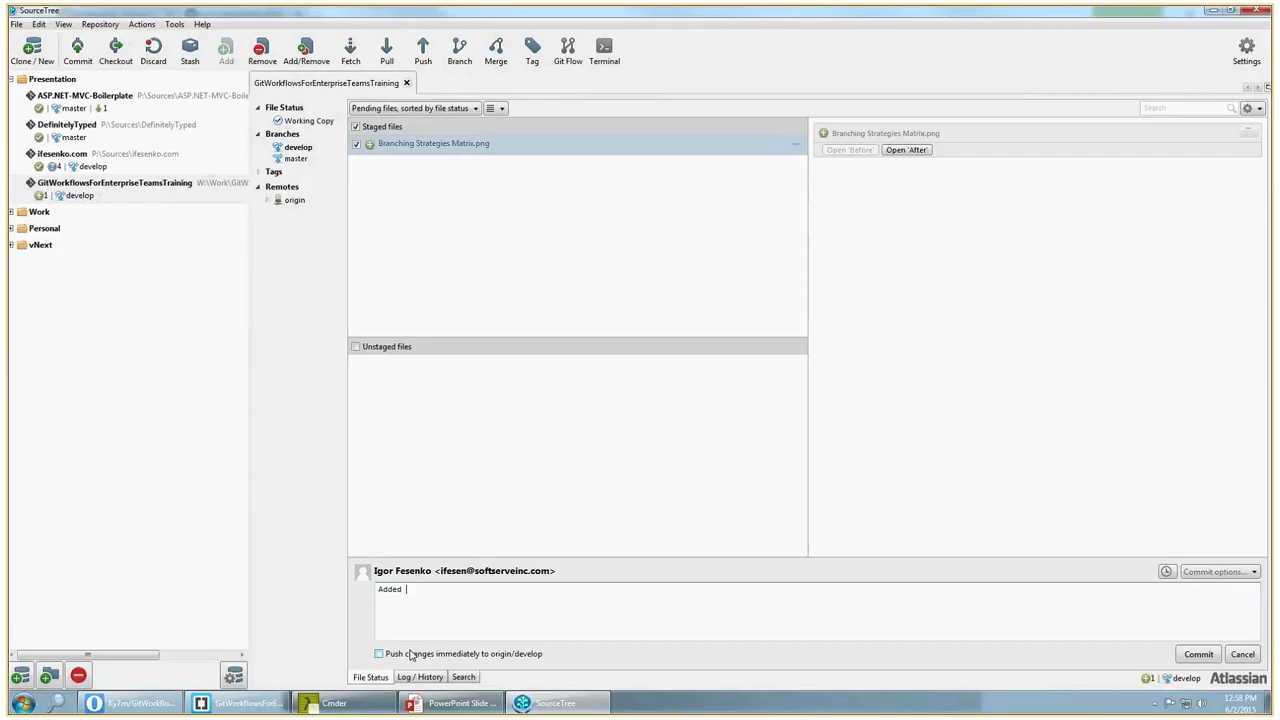 SourceTree
File Edit View Repository Actions Tools Help
Clone / New Commit Checkout Discard Stash Add Remove Add/Remove Fetch Pull Push Branch Merge Tag Git Flow Terminal Settings
Presentation
ASP.NET-MVC-Boilerplate P:\Sources\ASP.NET-MVC-Boile
master 1
DefinitelyTyped P:\Sources\DefinitelyTyped
master
ifesenko.com P:\Sources\ifesenko.com
4 develop
GitWorkflowsForEnterpriseTeamsTraining W:\Work\GitW
1 develop
Work
Personal
vNext
GitWorkflowsForEnterpriseTeamsTraining
File Status
Working Copy
Branches
develop
master
Tags
Remotes
origin
Pending files, sorted by file status
Search
Staged files
Branching Strategies Matrix.png ...
Unstaged files
Branching Strategies Matrix.png
Open 'Before' Open 'After'
Igor Fesenko <ifesen@softserveinc.com>
Commit options...
Added
Push changes immediately to origin/develop
Commit Cancel
File Status Log / History Search
1 develop Atlassian
Ky7m/GitWorkflo... GitWorkflowsForE... Cmder PowerPoint Slide ... SourceTree
12:58 PM
6/2/2015